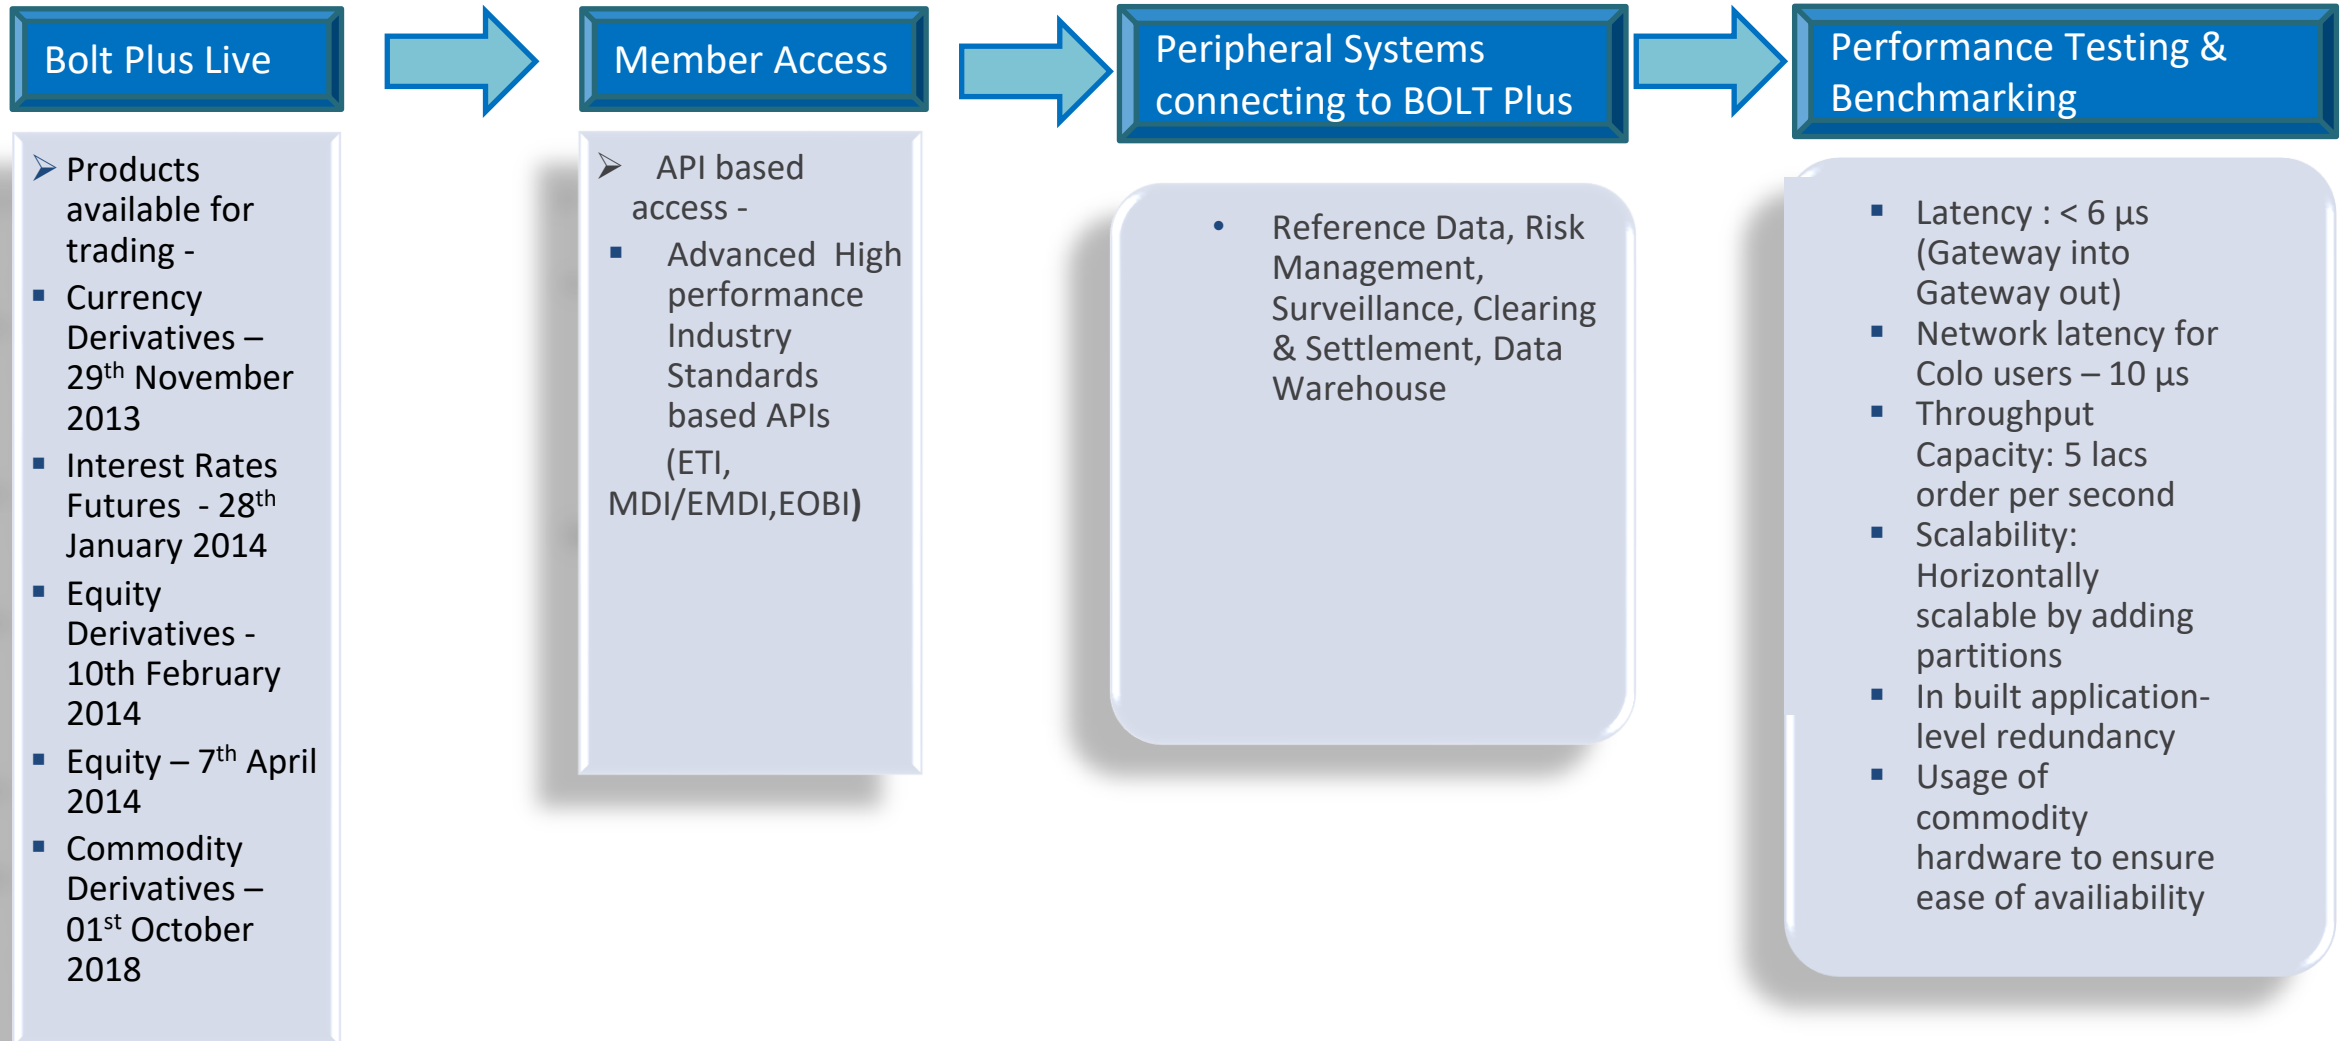 Bolt Plus Live
➢ Products
available for
trading -
▪ Currency
Derivatives –
29th November
2013
▪ Interest Rates
Futures - 28th
January 2014
▪ Equity
Derivatives -
10th February
2014
▪ Equity – 7th April
2014
▪ Commodity
Derivatives –
01st October
2018
Member Access
➢ API based
access -
▪ Advanced High
performance
Industry
Standards
based APIs
(ETI,
MDI/EMDI,EOBI)
Peripheral Systems
connecting to BOLT Plus
• Reference Data, Risk
Management,
Surveillance, Clearing
& Settlement, Data
Warehouse
Performance Testing &
Benchmarking
▪ Latency : < 6 µs
(Gateway into
Gateway out)
▪ Network latency for
Colo users – 10 µs
▪ Throughput
Capacity: 5 lacs
order per second
▪ Scalability:
Horizontally
scalable by adding
partitions
▪ In built application-
level redundancy
▪ Usage of
commodity
hardware to ensure
ease of availiability